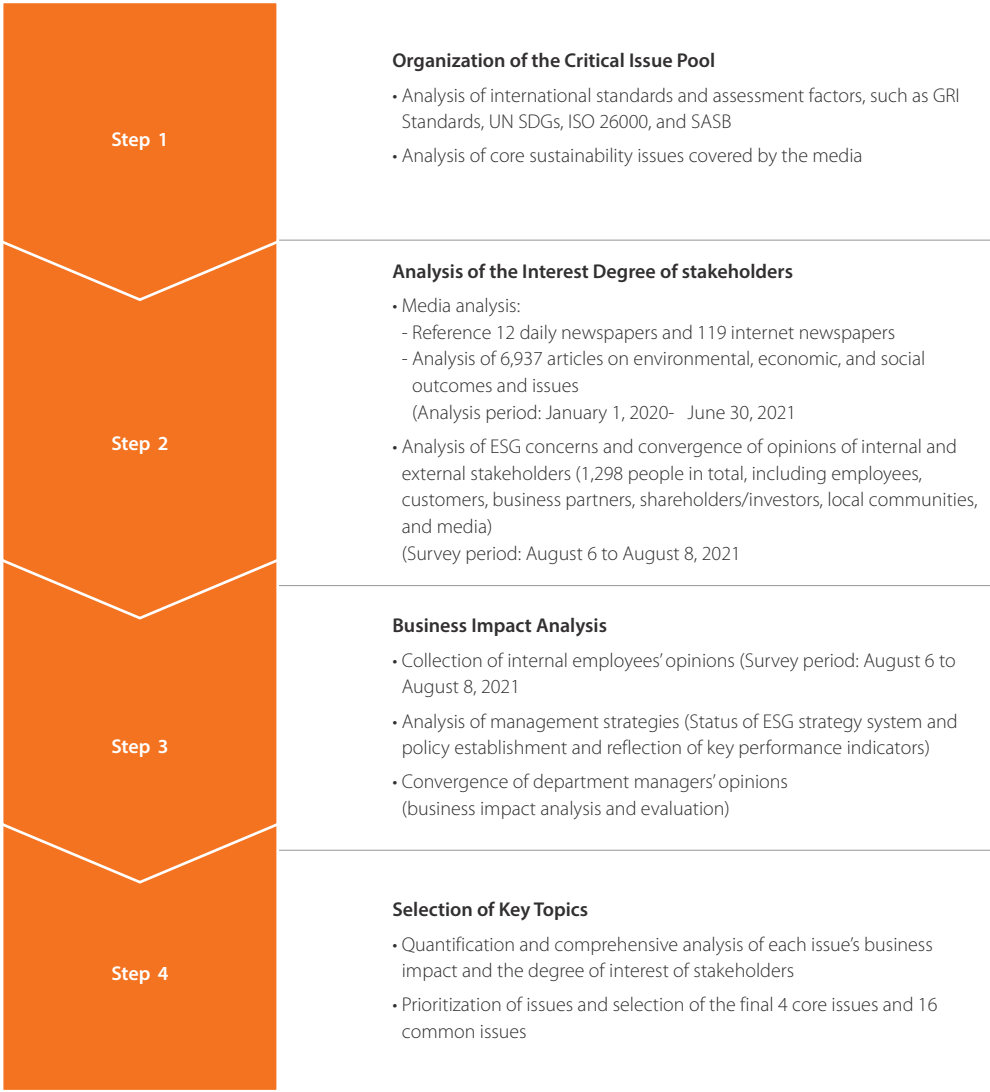 Step 1
Organization of the Critical Issue Pool
• Analysis of international standards and assessment factors, such as GRI
Standards, UN SDGs, ISO 26000, and SASB
• Analysis of core sustainability issues covered by the media
Step 2
Analysis of the Interest Degree of stakeholders
• Media analysis:
- Reference 12 daily newspapers and 119 internet newspapers
- Analysis of 6,937 articles on environmental, economic, and social
outcomes and issues
(Analysis period: January 1, 2020- June 30, 2021
• Analysis of ESG concerns and convergence of opinions of internal and
external stakeholders (1,298 people in total, including employees,
customers, business partners, shareholders/investors, local communities,
and media)
(Survey period: August 6 to August 8, 2021
Step 3
Business Impact Analysis
• Collection of internal employees' opinions (Survey period: August 6 to
August 8, 2021
• Analysis of management strategies (Status of ESG strategy system and
policy establishment and reflection of key performance indicators)
• Convergence of department managers' opinions
(business impact analysis and evaluation)
Step 4
Selection of Key Topics
• Quantification and comprehensive analysis of each issue's business
impact and the degree of interest of stakeholders
• Prioritization of issues and selection of the final 4 core issues and 16
common issues